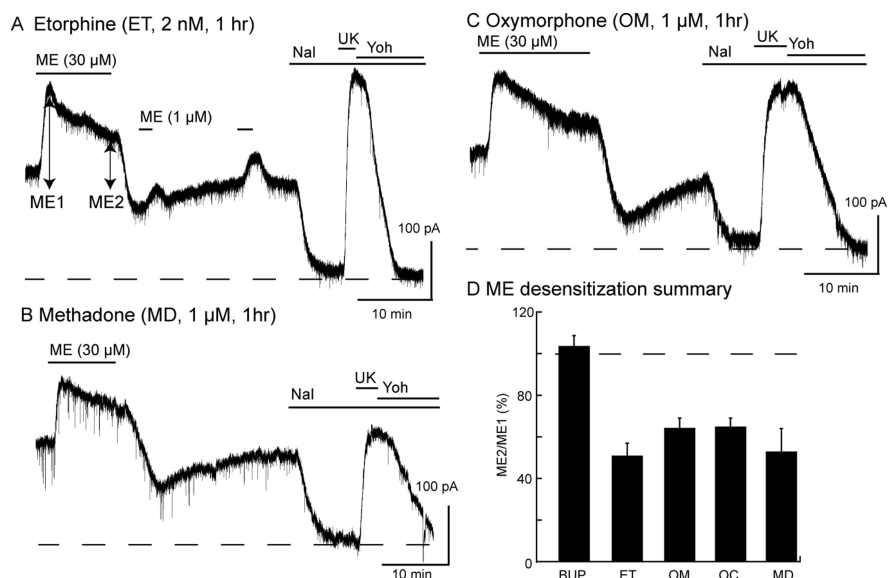 A Etorphine (ET, 2 nM, 1 hr)
Nal
UK
Yoh
ME (30 µM)
ME (1 µM)
ME1
ME2
100 pA
10 min
B Methadone (MD, 1 µM, 1hr)
ME (30 µM)
Nal
UK
Yoh
100 pA
10 min
C Oxymorphone (OM, 1 µM, 1hr)
ME (30 µM)
UK
Yoh
Nal
100 pA
10 min
D ME desensitization summary
120
80
40
0
ME2/ME1 (%)
BUP ET OM OC MD